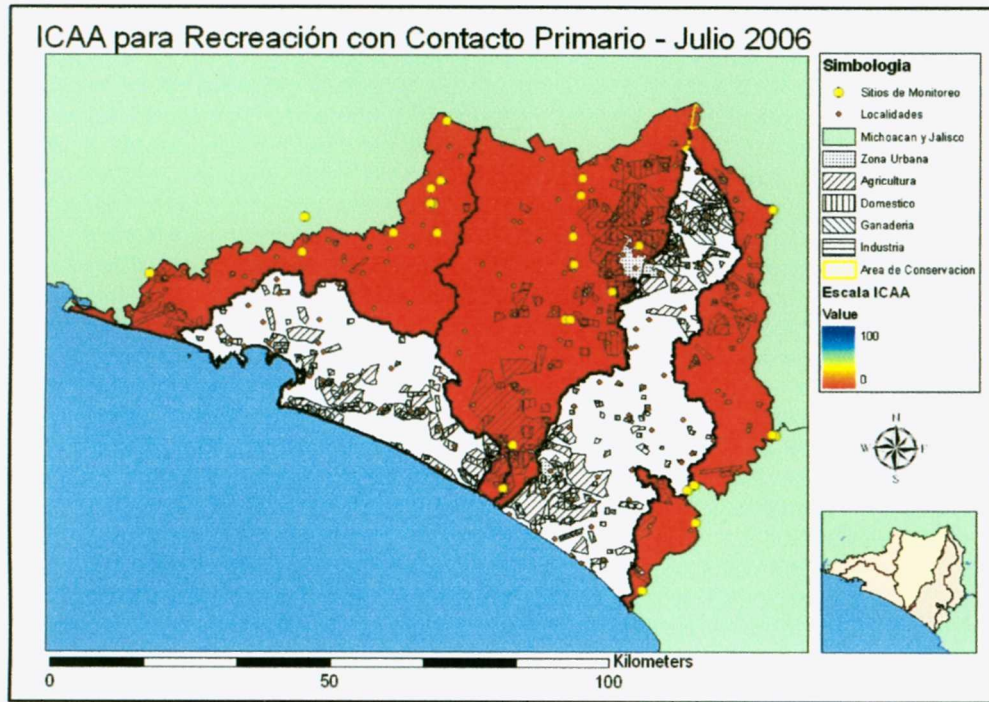 ICAA para Recreación con Contacto Primario - Julio 2006
Simbologia
Sitios de Monitoreo
Localidades
Michoacan y Jalisco
Zona Urbana
Agricultura
Domestico
Ganaderia
Industria
Area de Conservacion
Escala ICAA
Value
100
0
N
W
S
Kilometers
0
50
100